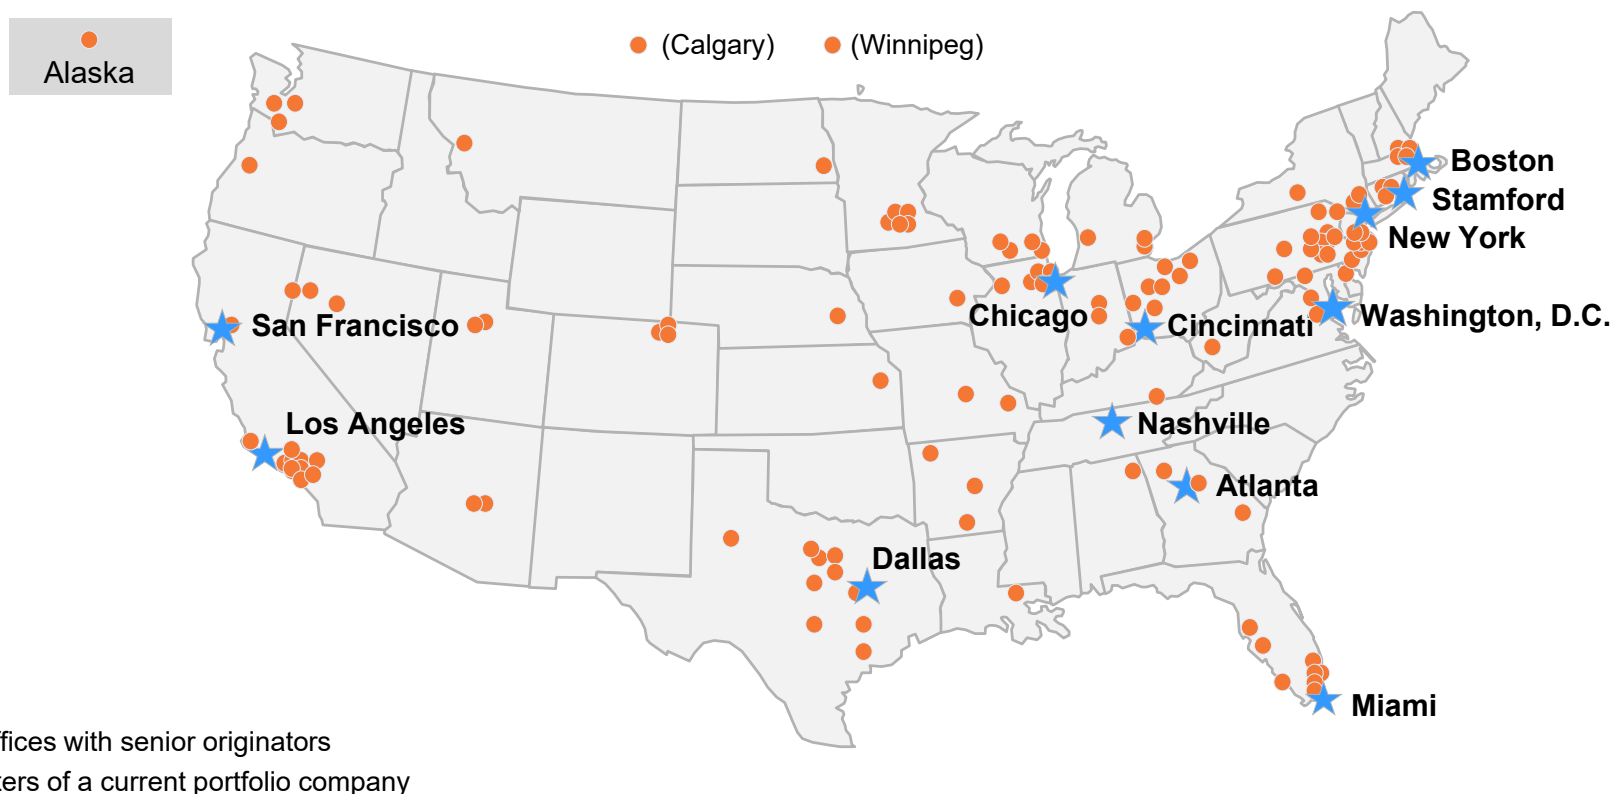 Alaska
(Calgary)
(Winnipeg)
Boston
Stamford
New York
Chicago
Cincinnati
Washington, D.C.
San Francisco
Los Angeles
Nashville
Atlanta
Dallas
Miami
ffices with senior originators
ters of a current portfolio company